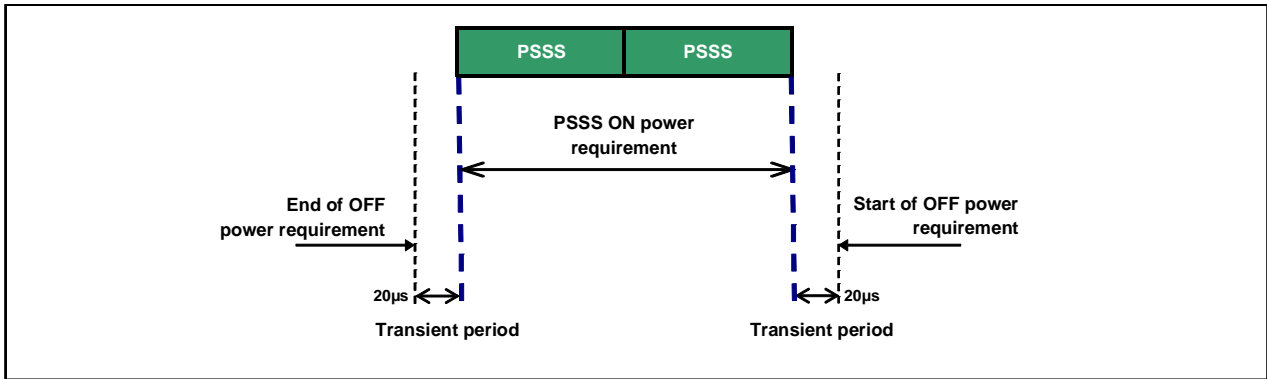 PSSS PSSS
PSSS ON power
requirement
End of OFF
power requirement
Start of OFF power
requirement
20µs
20µs
Transient period
Transient period